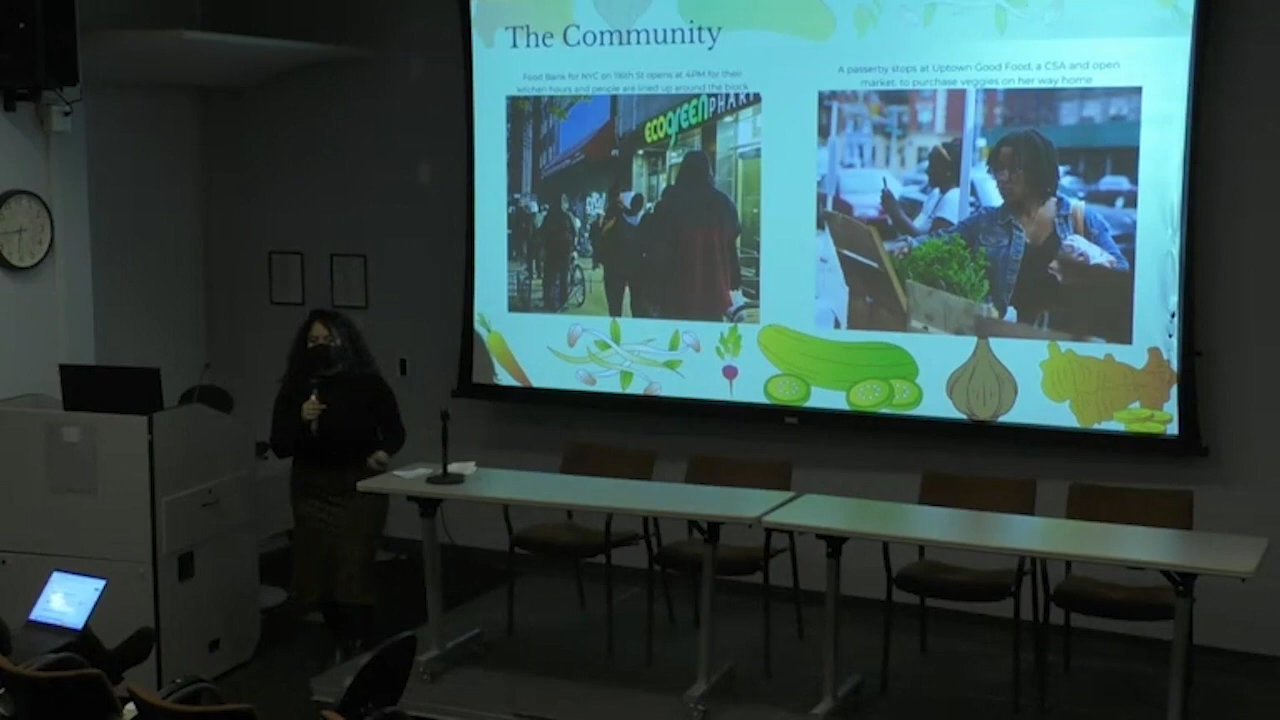 The Community
Food Bank for NYC on 116th St opens at 4PM for their
kitchen hours and people are lined up around the block
A passerby stops at Uptown Good Food, a CSA and open
market, to purchase veggies on her way home
ecogreen PHAR